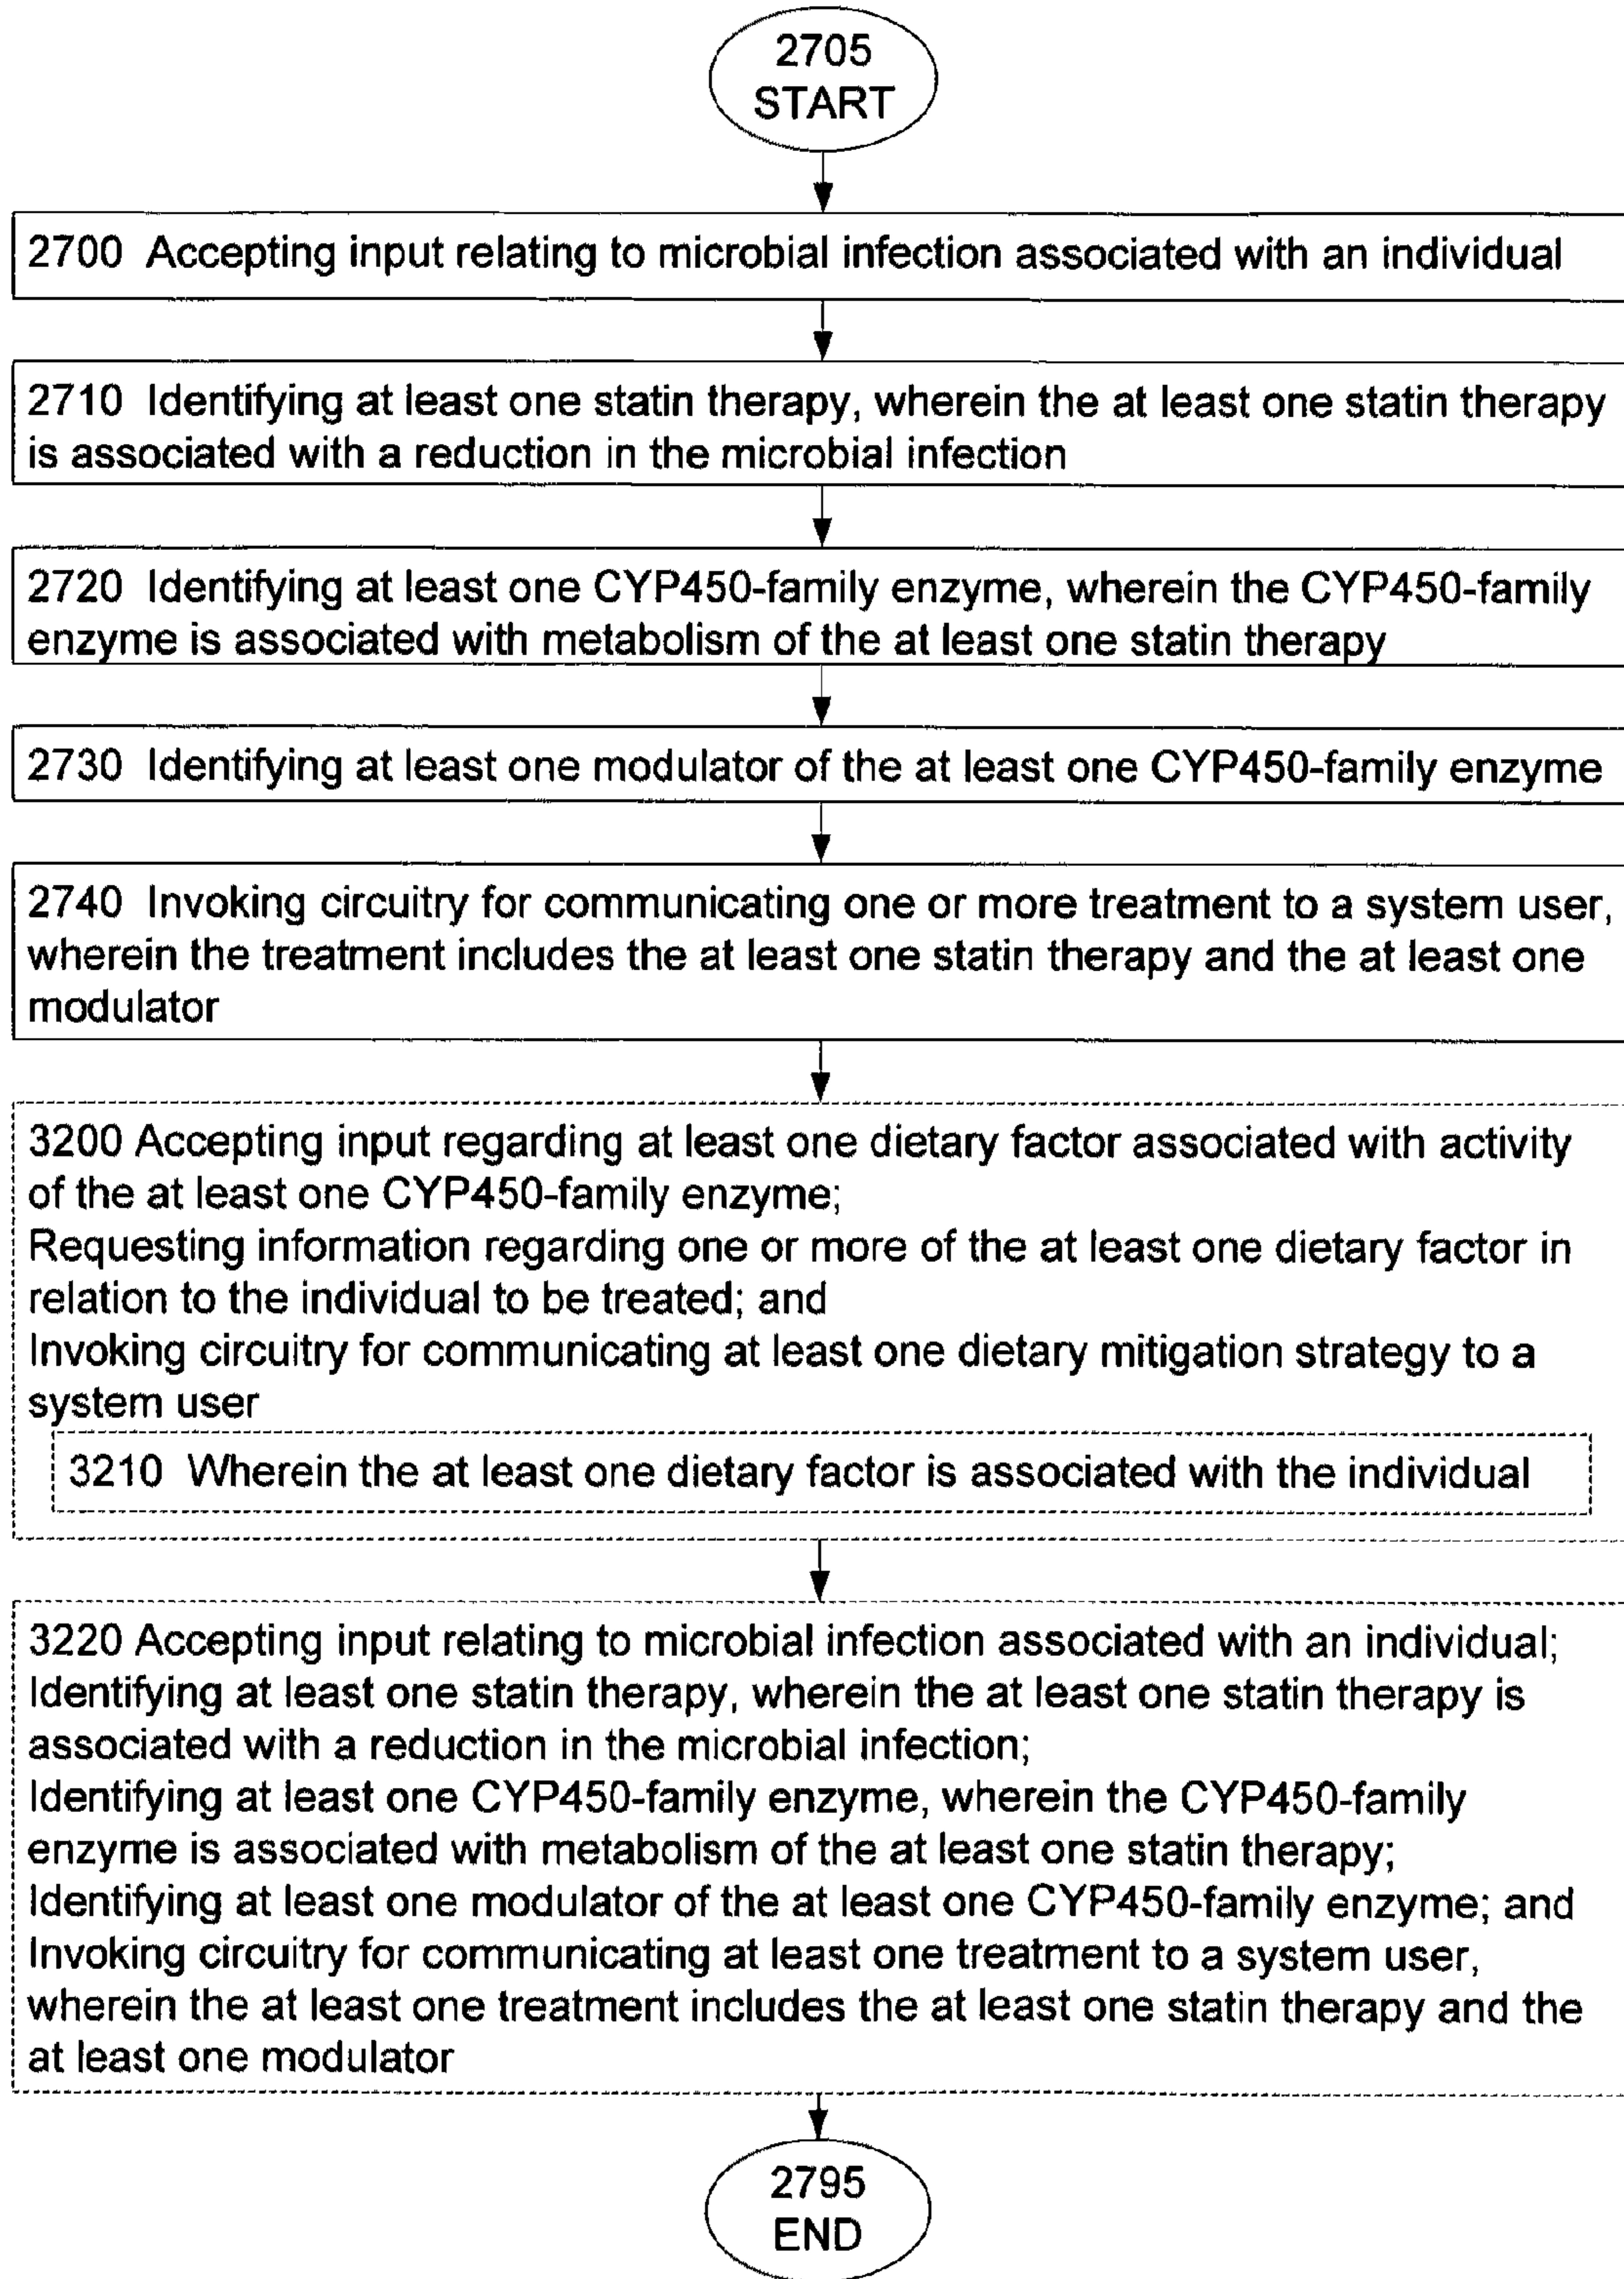 2705
START
2700 Accepting input relating to microbial infection associated with an individual
2710 Identifying at least one statin therapy, wherein the at least one statin therapy
is associated with a reduction in the microbial infection
2720 Identifying at least one CYP450-family enzyme, wherein the CYP450-family
enzyme is associated with metabolism of the at least one statin therapy
2730 Identifying at least one modulator of the at least one CYP450-family enzyme
2740 Invoking circuitry for communicating one or more treatment to a system user,
wherein the treatment includes the at least one statin therapy and the at least one
modulator
3200 Accepting input regarding at least one dietary factor associated with activity
of the at least one CYP450-family enzyme;
Requesting information regarding one or more of the at least one dietary factor in
relation to the individual to be treated; and
Invoking circuitry for communicating at least one dietary mitigation strategy to a
system user
3210 Wherein the at least one dietary factor is associated with the individual
3220 Accepting input relating to microbial infection associated with an individual;
Identifying at least one statin therapy, wherein the at least one statin therapy is
associated with a reduction in the microbial infection;
Identifying at least one CYP450-family enzyme, wherein the CYP450-family
enzyme is associated with metabolism of the at least one statin therapy;
Identifying at least one modulator of the at least one CYP450-family enzyme; and
Invoking circuitry for communicating at least one treatment to a system user,
wherein the at least one treatment includes the at least one statin therapy and the
at least one modulator
2795
END